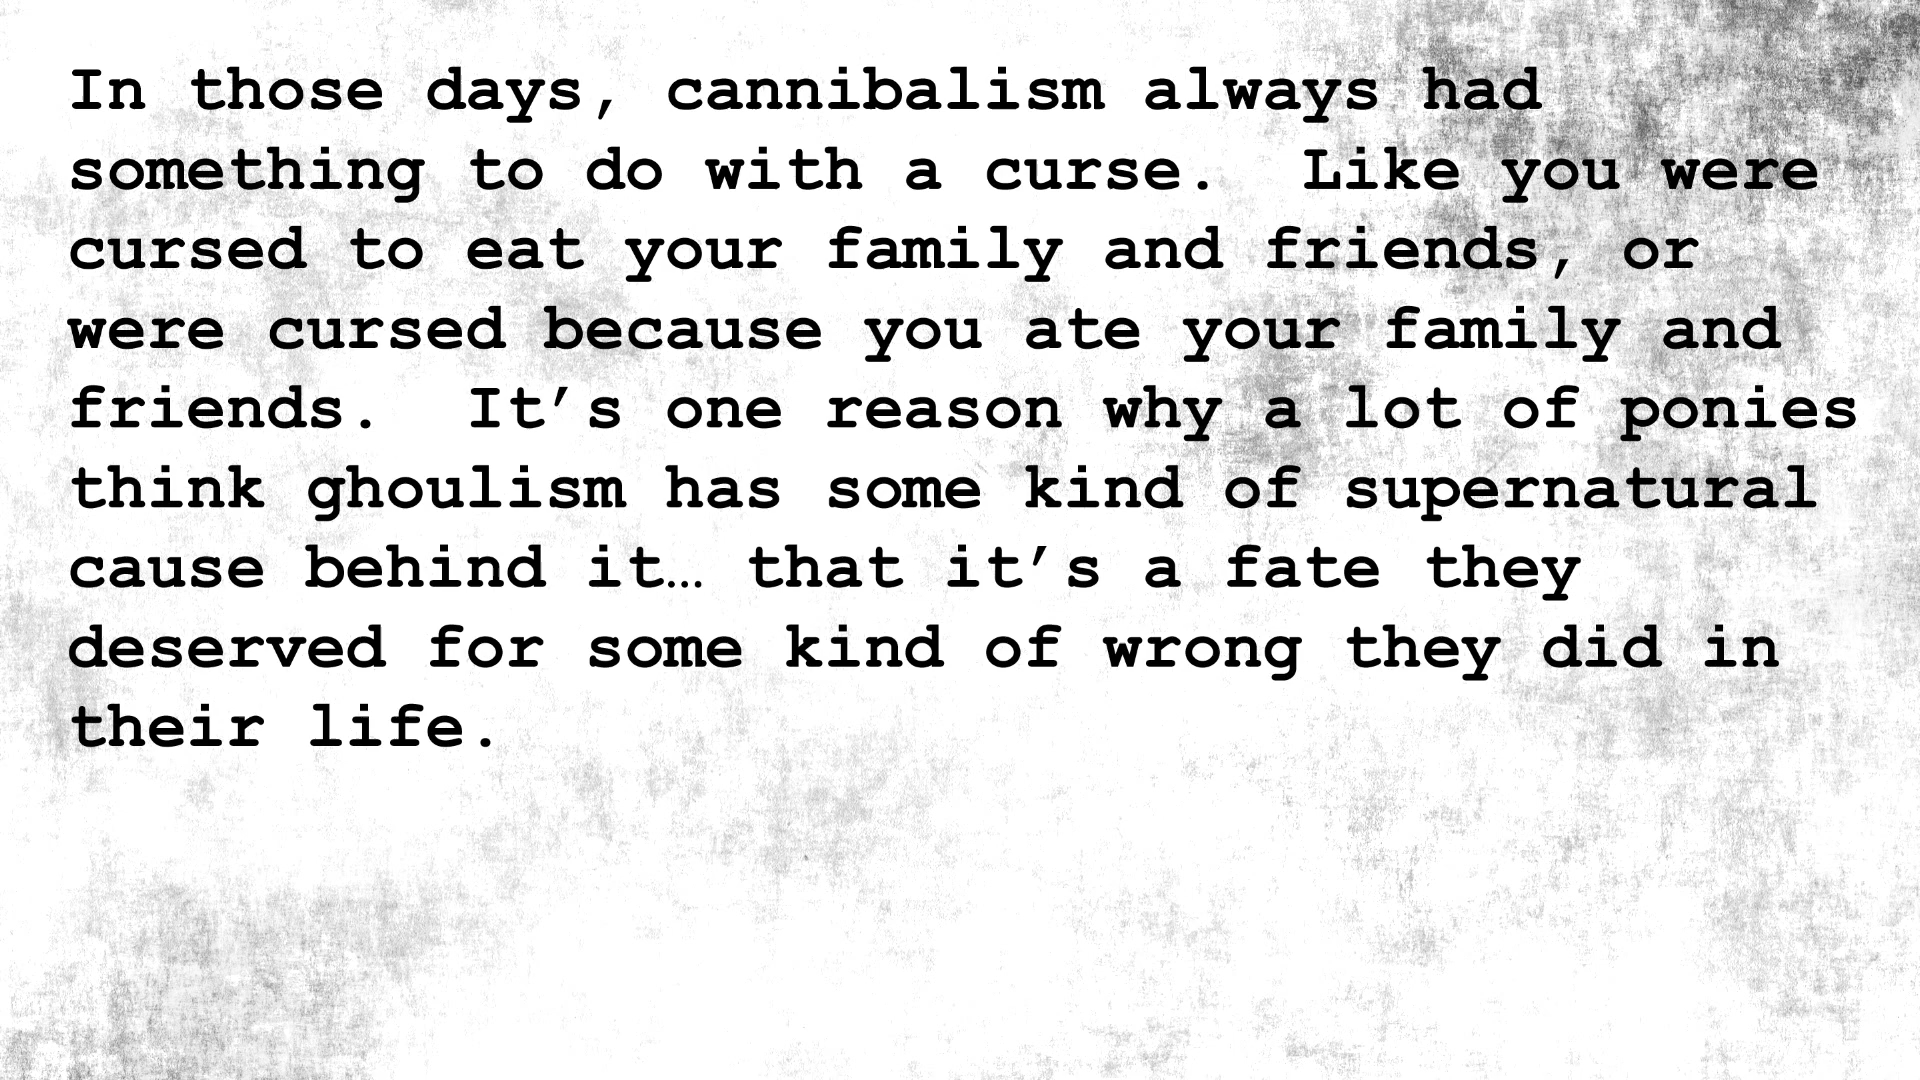 In those days, cannibalism always had
something to do with a curse.  Like you were
cursed to eat your family and friends, or
were cursed because you ate your family and
friends.  It’s one reason why a lot of ponies
think ghoulism has some kind of supernatural
cause behind it… that it’s a fate they
deserved for some kind of wrong they did in
their life.